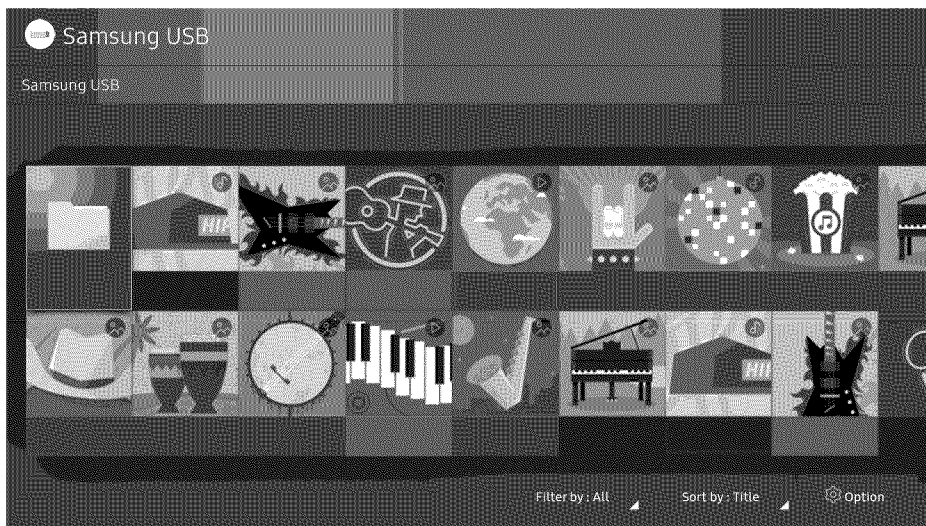 Samsung USB
Samsung USB
Filter by : All
Sort by : Title
Option